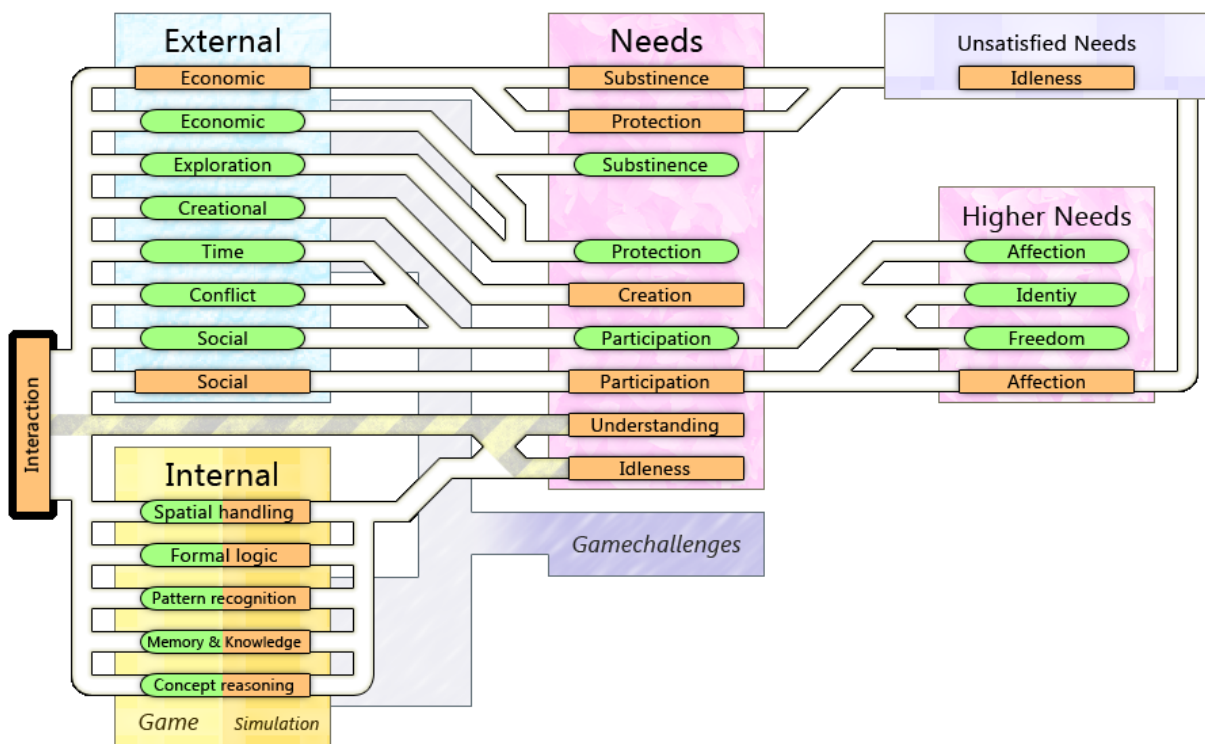 External
Economic
Economic
Exploration
Creational
Time
Conflict
Social
Social
Needs
Substinence
Protection
Substinence
Protection
Creation
Participation
Participation
Understanding
Idleness
Unsatisfied Needs
Idleness
Higher Needs
Affection
Identiy
Freedom
Affection
Interaction
Internal
Spatial handling
Formal logic
Pattern recognition
Memory & Knowledge
Concept reasoning
Game
Simulation
Gamechallenges